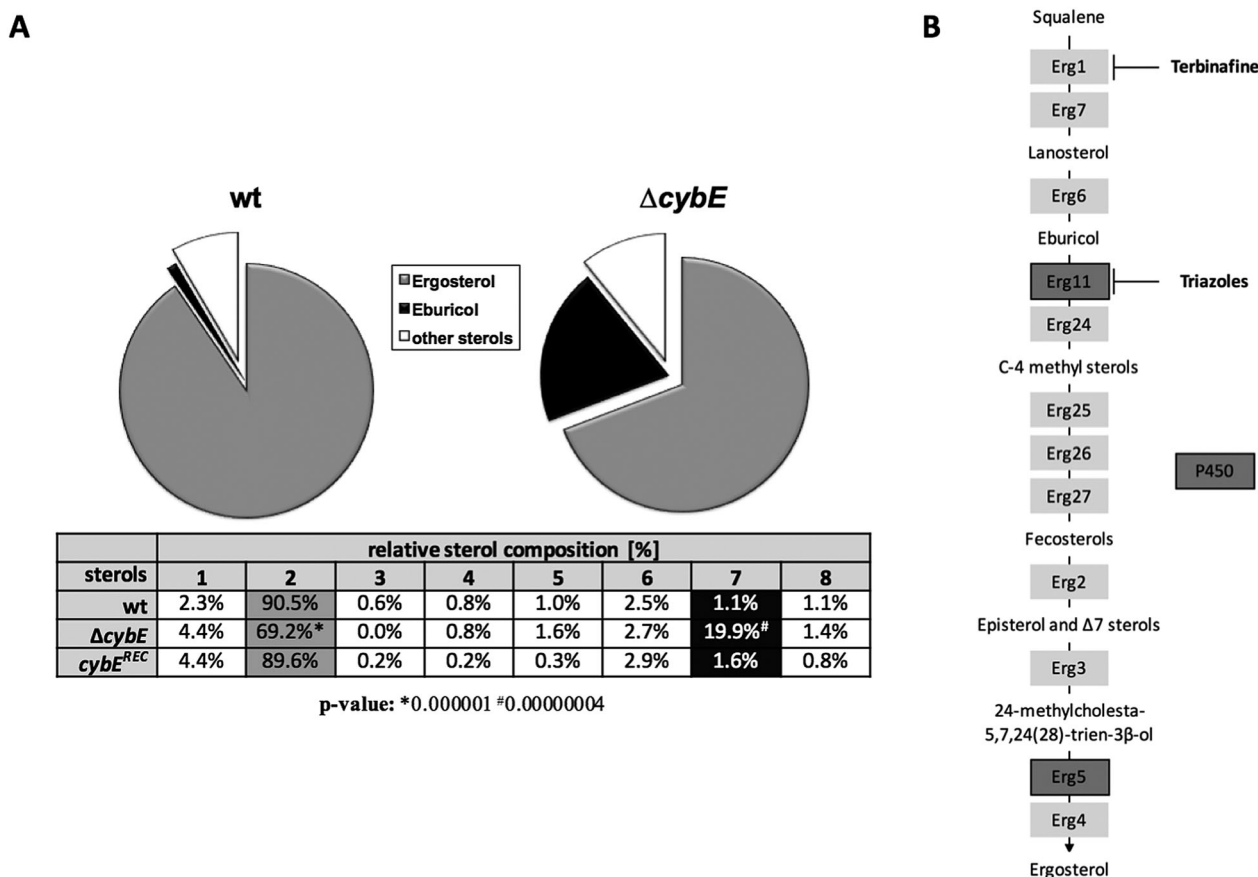 A
wt
ΔcybE
Ergosterol
Eburicol
other sterols
relative sterol composition [%]
sterols 1 2 3 4 5 6 7 8
wt 2.3% 90.5% 0.6% 0.8% 1.0% 2.5% 1.1% 1.1%
ΔcybE 4.4% 69.2%* 0.0% 0.8% 1.6% 2.7% 19.9%# 1.4%
cybEREC 4.4% 89.6% 0.2% 0.2% 0.3% 2.9% 1.6% 0.8%
p-value: *0.000001 #0.00000004
B
Squalene
Erg1 Terbinafine
Erg7
Lanosterol
Erg6
Eburicol
Erg11 Triazoles
Erg24
C-4 methyl sterols
Erg25
Erg26
P450
Erg27
Fecosterols
Erg2
Episterol and Δ7 sterols
Erg3
24-methylcholesta-
5,7,24(28)-trien-3β-ol
Erg5
Erg4
Ergosterol